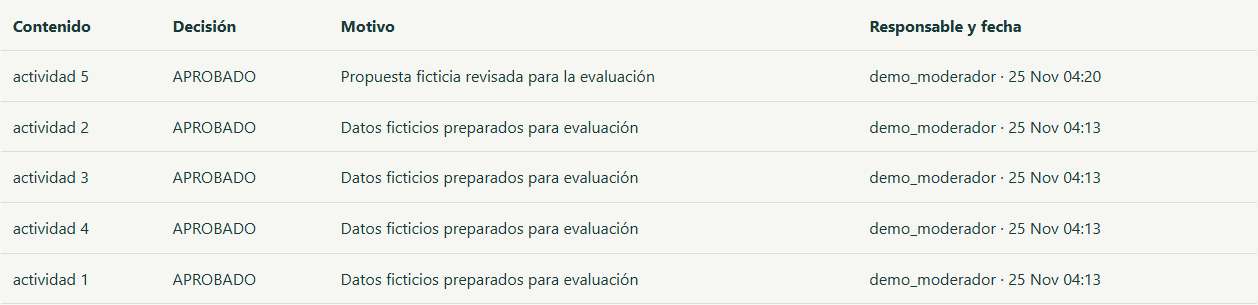 Contenido Decisión Motivo Responsable y fecha
actividad 5 APROBADO Propuesta ficticia revisada para la evaluación demo_moderador · 25 Nov 04:20
actividad 2 APROBADO Datos ficticios preparados para evaluación demo_moderador · 25 Nov 04:13
actividad 3 APROBADO Datos ficticios preparados para evaluación demo_moderador · 25 Nov 04:13
actividad 4 APROBADO Datos ficticios preparados para evaluación demo_moderador · 25 Nov 04:13
actividad 1 APROBADO Datos ficticios preparados para evaluación demo_moderador · 25 Nov 04:13